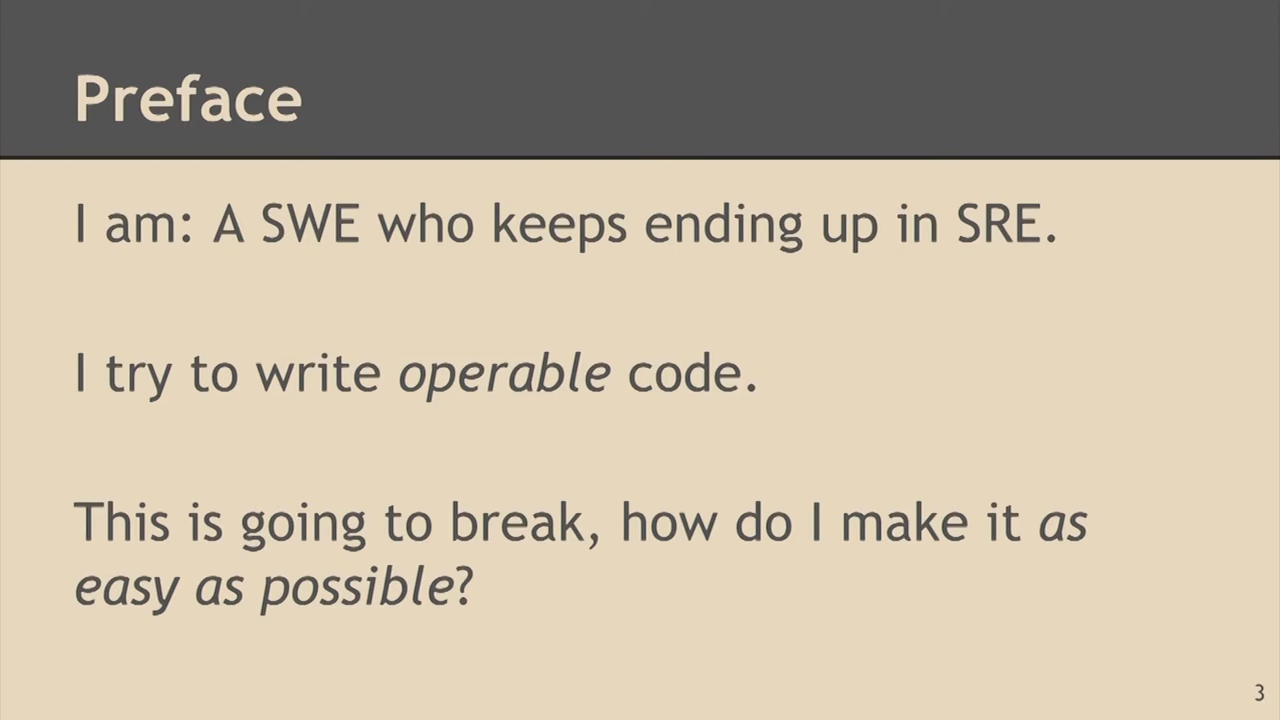 Preface
I am: A SWE who keeps ending up in SRE.
I try to write operable code.
This is going to break, how do I make it as
easy as possible?
3